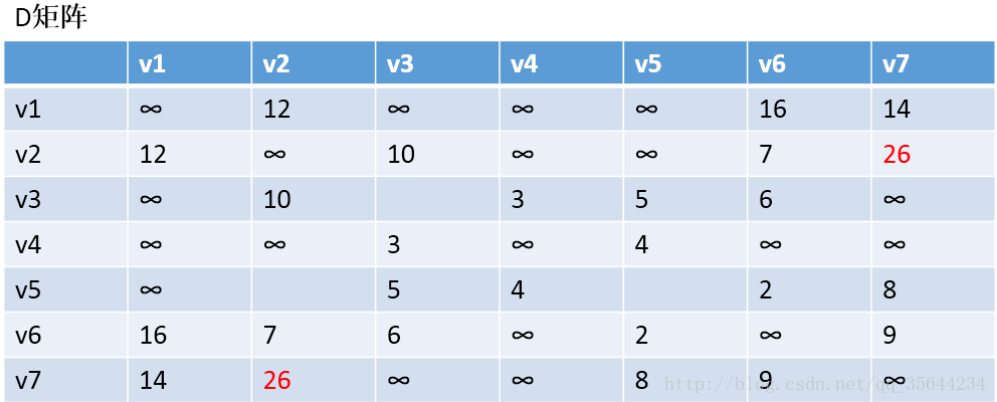 D矩阵
v1 v2 v3 v4 v5 v6 v7
v1 ∞ 12 ∞ ∞ ∞ 16 14
v2 12 ∞ 10 ∞ ∞ 7 26
v3 ∞ 10 3 5 6 ∞
v4 ∞ ∞ 3 ∞ 4 ∞ ∞
v5 ∞ 5 4 2 8
v6 16 7 6 ∞ 2 ∞ 9
v7 14 26 ∞ ∞ 8 9 ∞
http://blog.csdn.net/qq_35644234